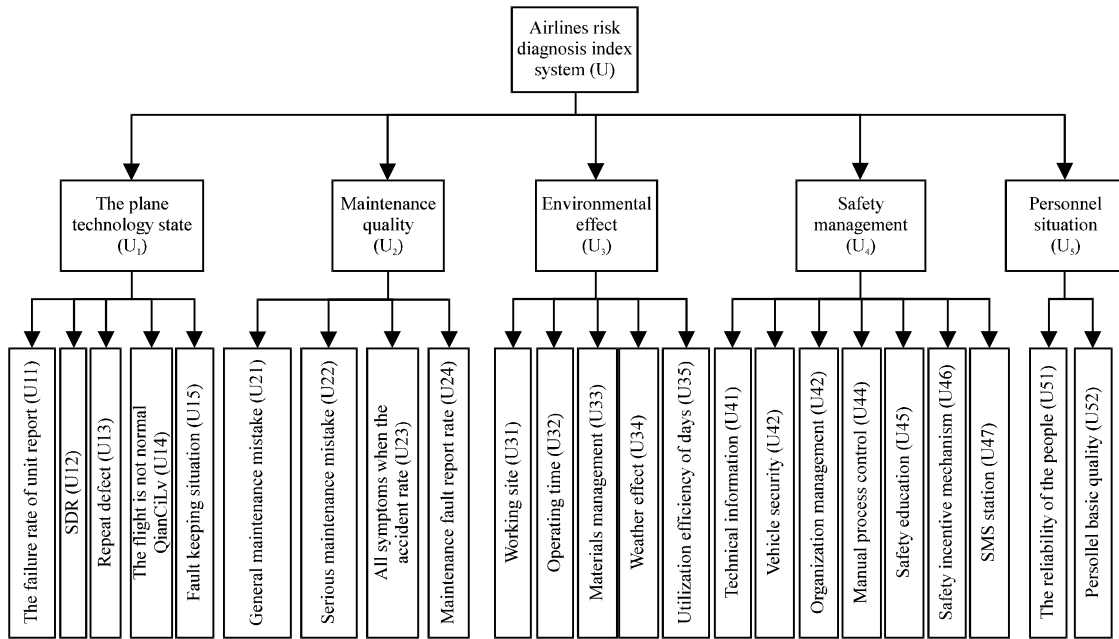 Airlines risk
diagnosis index
system (U)
The plane
technology state
(U₁)
Maintenance
quality
(U₂)
Environmental
effect
(U₃)
Safety
management
(U₄)
Personnel
situation
(U₅)
The failure rate of unit report (U11)
SDR (U12)
Repeat defect (U13)
The flight is not normal
QianCiLv (U14)
Fault keeping situation (U15)
General maintenance mistake (U21)
Serious maintenance mistake (U22)
All symptoms when the
accident rate (U23)
Maintenance fault report rate (U24)
Working site (U31)
Operating time (U32)
Materials management (U33)
Weather effect (U34)
Utilization efficiency of days (U35)
Technical information (U41)
Vehicle security (U42)
Organization management (U42)
Manual process control (U44)
Safety education (U45)
Safety incentive mechanism (U46)
SMS station (U47)
The reliability of the people (U51)
Persollel basic quality (U52)